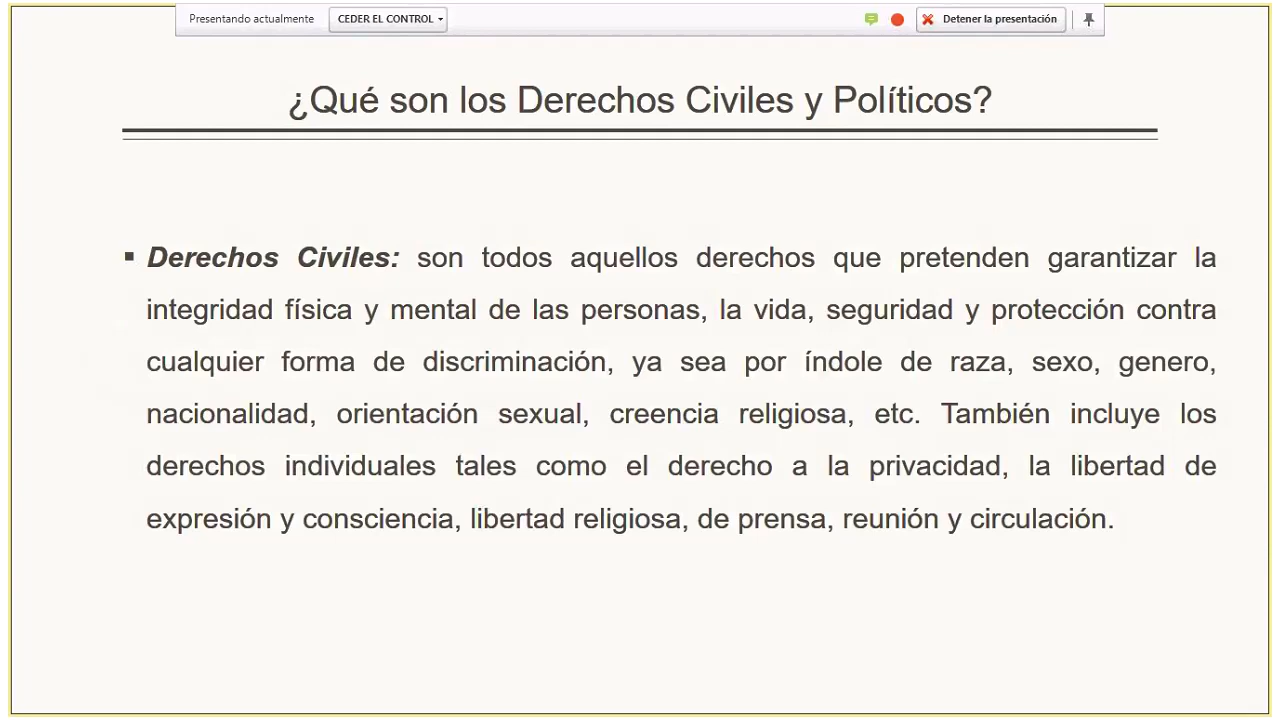 Presentando actualmente CEDER EL CONTROL Detener la presentación
¿Qué son los Derechos Civiles y Políticos?
▪ Derechos Civiles: son todos aquellos derechos que pretenden garantizar la
integridad física y mental de las personas, la vida, seguridad y protección contra
cualquier forma de discriminación, ya sea por índole de raza, sexo, genero,
nacionalidad, orientación sexual, creencia religiosa, etc. También incluye los
derechos individuales tales como el derecho a la privacidad, la libertad de
expresión y consciencia, libertad religiosa, de prensa, reunión y circulación.